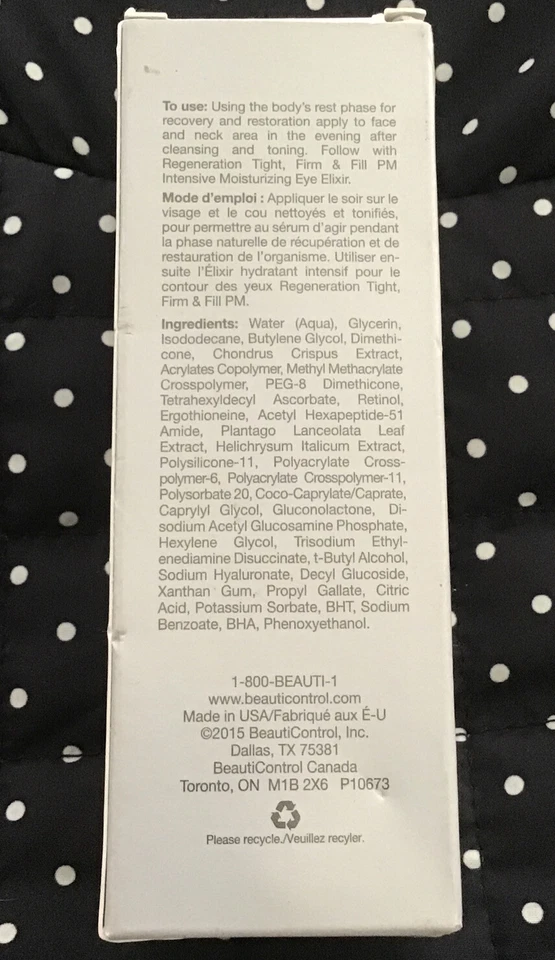 To use: Using the body's rest phase for
recovery and restoration apply to face
and neck area in the evening after
cleansing and toning. Follow with
Regeneration Tight, Firm & Fill PM
Intensive Moisturizing Eye Elixir.
Mode d'emploi : Appliquer le soir sur le
visage et le cou nettoyés et tonifiés,
pour permettre au sérum d'agir pendant
la phase naturelle de récupération et de
restauration de l'organisme. Utiliser en-
suite l'Élixir hydratant intensif pour le
contour des yeux Regeneration Tight,
Firm & Fill PM.
Ingredients: Water (Aqua), Glycerin,
Isododecane, Butylene Glycol, Dimethi-
cone, Chondrus Crispus Extract,
Acrylates Copolymer, Methyl Methacrylate
Crosspolymer, PEG-8 Dimethicone,
Tetrahexyldecyl Ascorbate, Retinol,
Ergothioneine, Acetyl Hexapeptide-51
Amide, Plantago Lanceolata Leaf
Extract, Helichrysum Italicum Extract,
Polysilicone-11, Polyacrylate Cross-
polymer-6, Polyacrylate Crosspolymer-11,
Polysorbate 20, Coco-Caprylate/Caprate,
Caprylyl Glycol, Gluconolactone, Di-
sodium Acetyl Glucosamine Phosphate,
Hexylene Glycol, Trisodium Ethyl-
enediamine Disuccinate, t-Butyl Alcohol,
Sodium Hyaluronate, Decyl Glucoside,
Xanthan Gum, Propyl Gallate, Citric
Acid, Potassium Sorbate, BHT, Sodium
Benzoate, BHA, Phenoxyethanol.
1-800-BEAUTI-1
www.beauticontrol.com
Made in USA/Fabriqué aux É-U
©2015 BeautiControl, Inc.
Dallas, TX 75381
BeautiControl Canada
Toronto, ON M1B 2X6 P10673
Please recycle./Veuillez recyler.